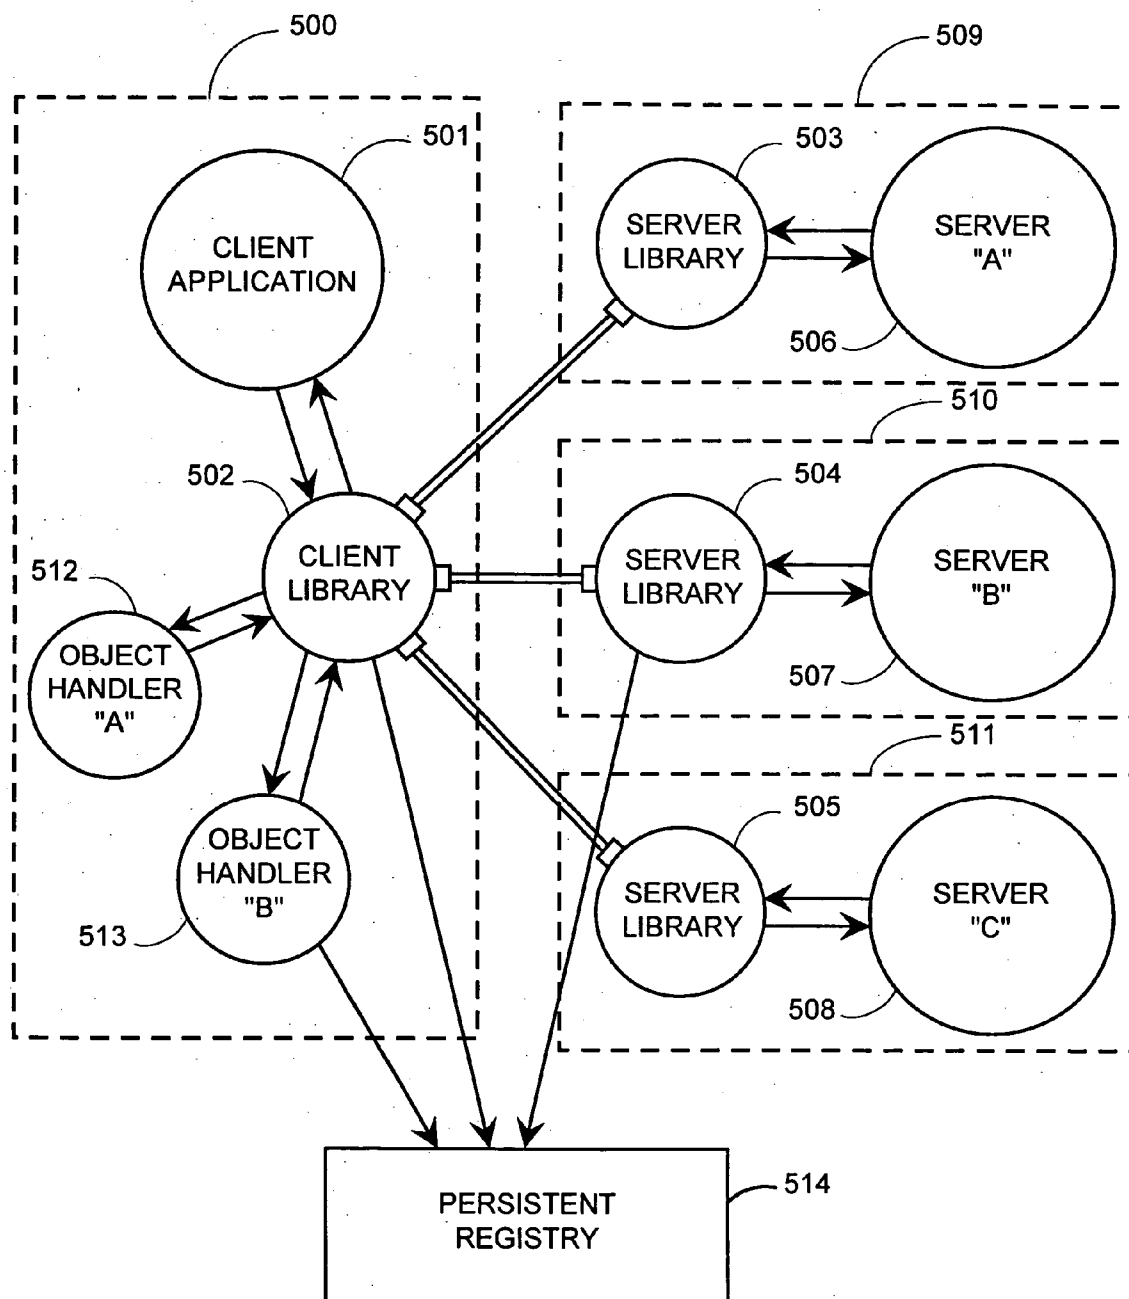 500
509
501
CLIENT
APPLICATION
503
SERVER
LIBRARY
SERVER
"A"
506
510
502
CLIENT
LIBRARY
504
SERVER
LIBRARY
SERVER
"B"
507
512
OBJECT
HANDLER
"A"
511
505
SERVER
LIBRARY
SERVER
"C"
508
OBJECT
HANDLER
"B"
513
PERSISTENT
REGISTRY
514